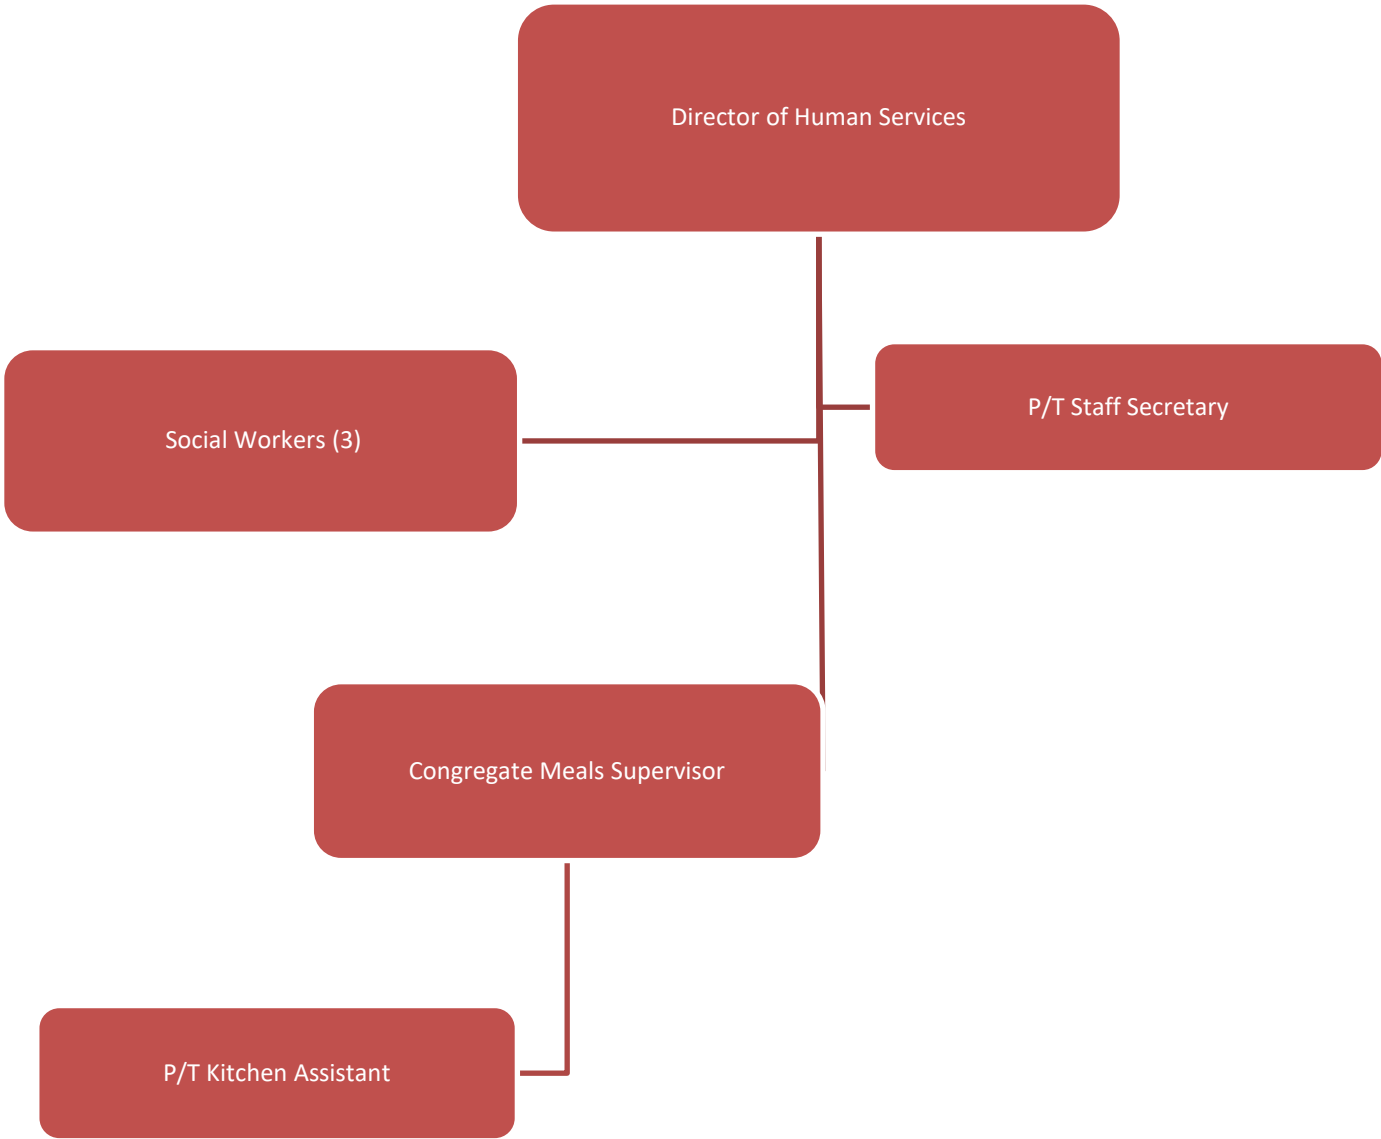 Director of Human Services
P/T Staff Secretary
Social Workers (3)
Congregate Meals Supervisor
P/T Kitchen Assistant